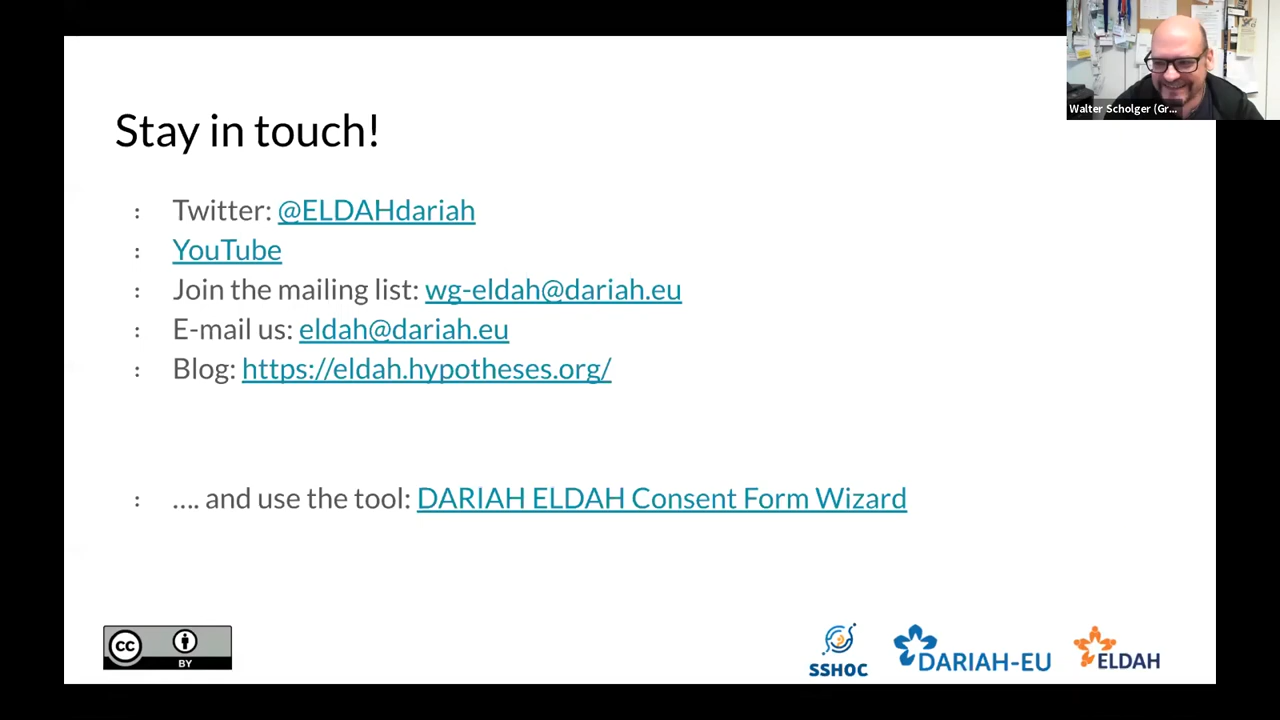 Walter Scholger (Gr...
Stay in touch!
: Twitter: @ELDAHdariah
: YouTube
: Join the mailing list: wg-eldah@dariah.eu
: E-mail us: eldah@dariah.eu
: Blog: https://eldah.hypotheses.org/
: .... and use the tool: DARIAH ELDAH Consent Form Wizard
CC BY
SSHOC
DARIAH-EU
ELDAH